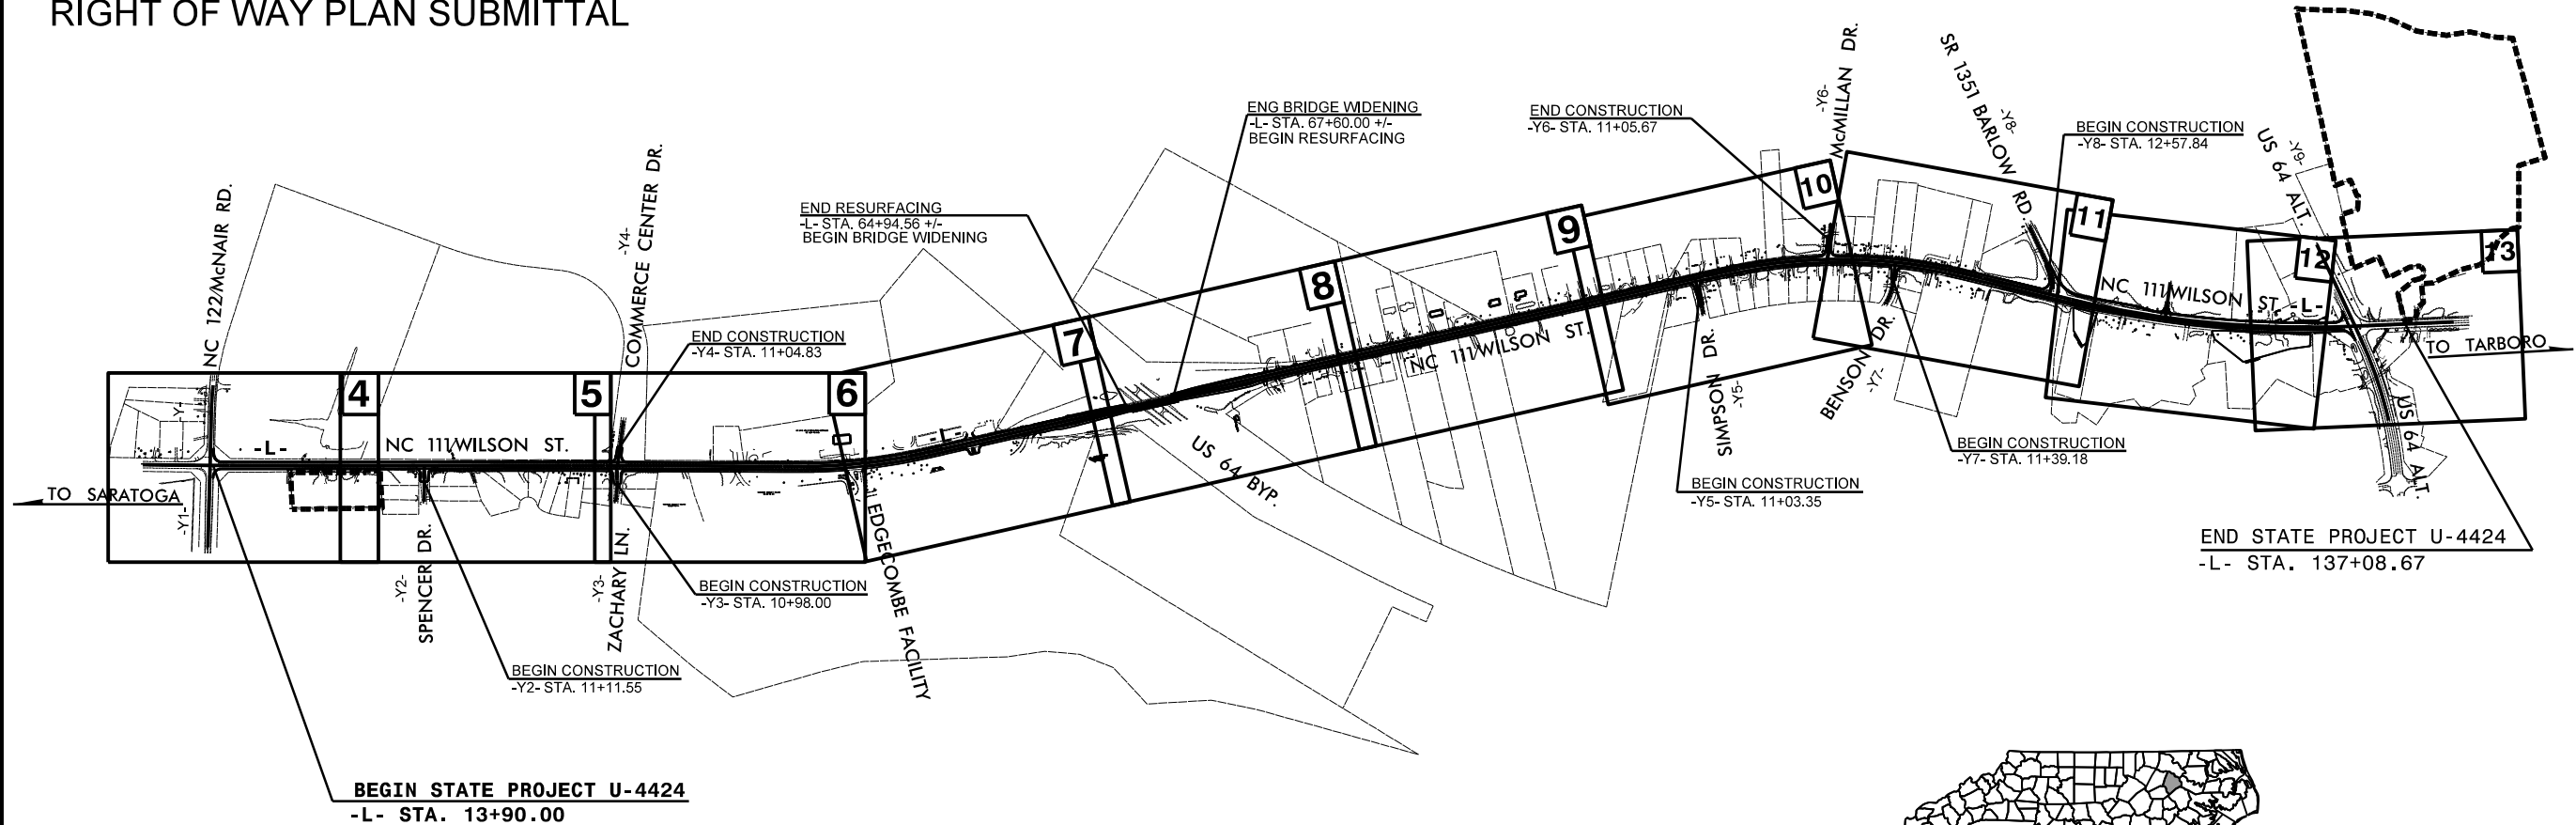 RIGHT OF WAY PLAN SUBMITTAL
NC 122/McNAIR RD.
-Y4-
COMMERCE CENTER DR.
END RESURFACING
-L- STA. 64+94.56 +/-
BEGIN BRIDGE WIDENING
ENG BRIDGE WIDENING
-L- STA. 67+60.00 +/-
BEGIN RESURFACING
END CONSTRUCTION
-Y6- STA. 11+05.67
-Y6-
McMILLAN DR.
SR 1351 BARLOW RD.
-Y8-
BEGIN CONSTRUCTION
-Y8- STA. 12+57.84
US 64 ALT.
-Y9-
END CONSTRUCTION
-Y4- STA. 11+04.83
4
5
6
7
8
9
10
11
12
13
-Y-
-L-
NC 111/WILSON ST.
-L-
US 64 BYP.
NC 111/WILSON ST.
NC 111/WILSON ST.
-L-
TO SARATOGA
-Y1-
TO TARBORO
-Y2-
SPENCER DR.
-Y3-
ZACHARY LN.
EDGECOMBE FACILITY
SIMPSON DR.
-Y5-
BENSON DR.
-Y7-
US 64 ALT.
BEGIN CONSTRUCTION
-Y7- STA. 11+39.18
BEGIN CONSTRUCTION
-Y5- STA. 11+03.35
BEGIN CONSTRUCTION
-Y3- STA. 10+98.00
BEGIN CONSTRUCTION
-Y2- STA. 11+11.55
END STATE PROJECT U-4424
-L- STA. 137+08.67
BEGIN STATE PROJECT U-4424
-L- STA. 13+90.00